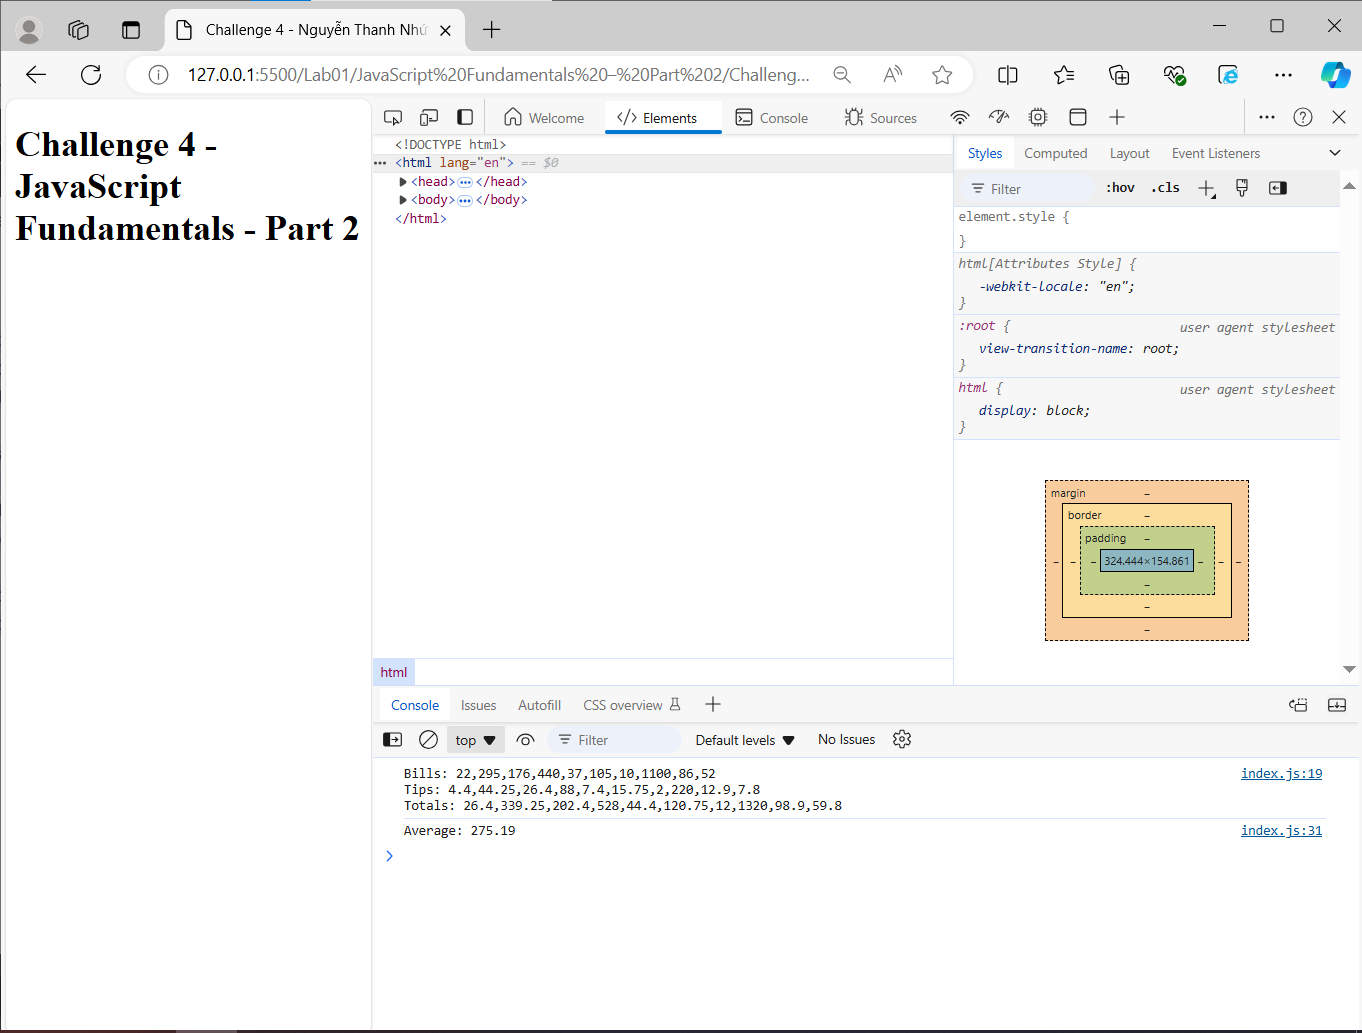 Challenge 4 - Nguyễn Thanh Nhứ
127.0.0.1:5500/Lab01/JavaScript%20Fundamentals%20–%20Part%202/Challeng...
Challenge 4 -
JavaScript
Fundamentals - Part 2
Welcome
Elements
Console
Sources
<!DOCTYPE html>
<html lang="en"> == $0
<head> ... </head>
<body> ... </body>
</html>
html
Styles
Computed
Layout
Event Listeners
Filter
:hov
.cls
element.style {
}
html[Attributes Style] {
-webkit-locale: "en";
}
:root {
user agent stylesheet
view-transition-name: root;
}
html {
user agent stylesheet
display: block;
}
margin –
border –
padding –
– – – 324.444×154.861 – – –
–
–
–
Console
Issues
Autofill
CSS overview
top
Filter
Default levels
No Issues
Bills: 22,295,176,440,37,105,10,1100,86,52
index.js:19
Tips: 4.4,44.25,26.4,88,7.4,15.75,2,220,12.9,7.8
Totals: 26.4,339.25,202.4,528,44.4,120.75,12,1320,98.9,59.8
Average: 275.19
index.js:31